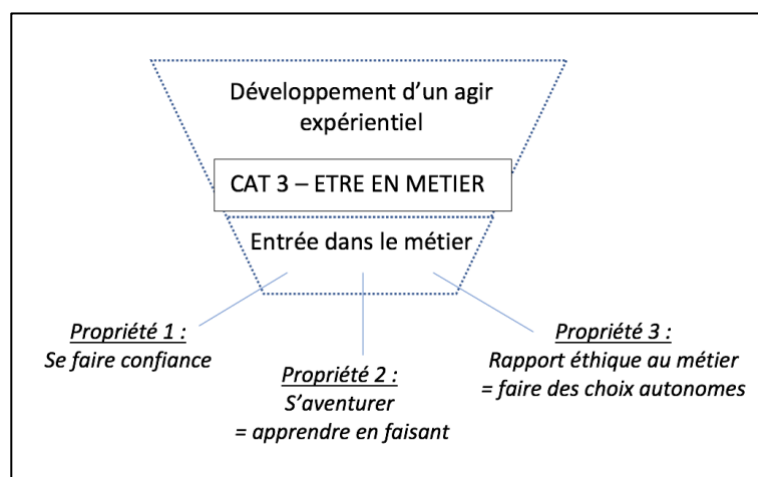 Développement d’un agir
expérientiel
CAT 3 – ETRE EN METIER
Entrée dans le métier
Propriété 1 :
Se faire confiance
Propriété 2 :
S’aventurer
= apprendre en faisant
Propriété 3 :
Rapport éthique au métier
= faire des choix autonomes